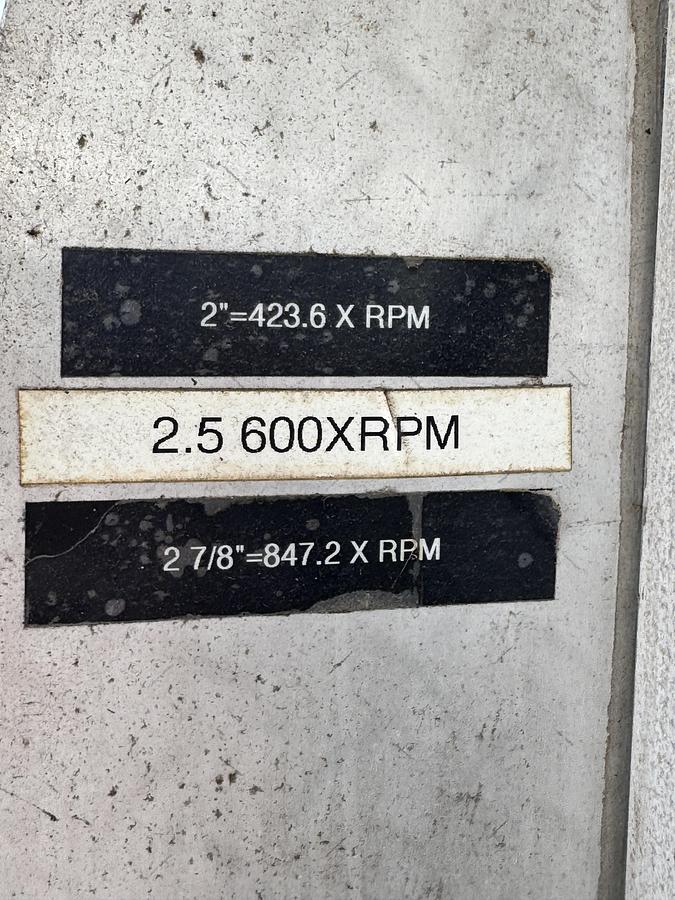 2"=423.6 X RPM
2.5 600XRPM
2 7/8"=847.2 X RPM